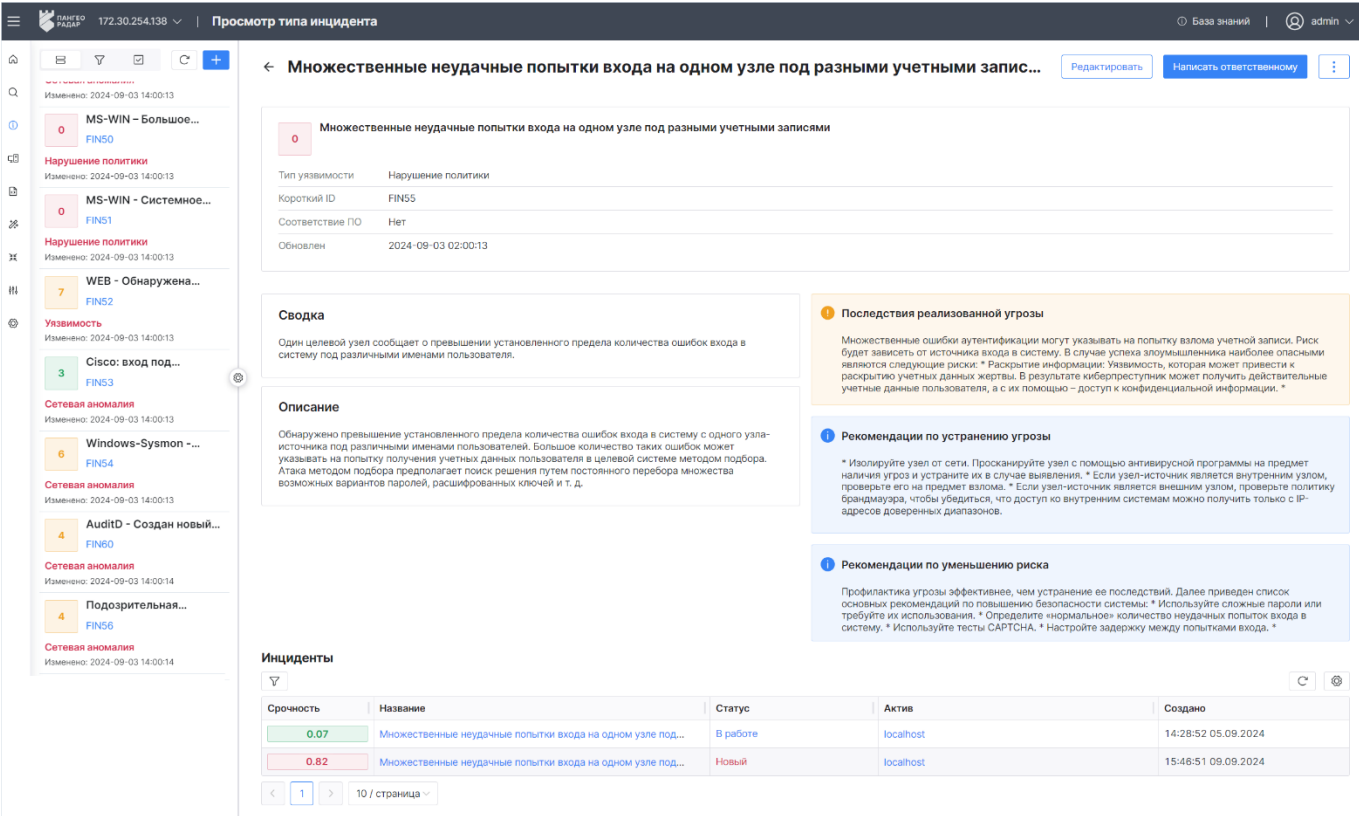 ПАНГЕО
РАДАР
172.30.254.138
Просмотр типа инцидента
База знаний
admin
Изменено: 2024-09-03 14:00:13
0
MS-WIN – Большое...
FIN50
Нарушение политики
Изменено: 2024-09-03 14:00:13
0
MS-WIN - Системное...
FIN51
Нарушение политики
Изменено: 2024-09-03 14:00:13
7
WEB - Обнаружена...
FIN52
Уязвимость
Изменено: 2024-09-03 14:00:13
3
Cisco: вход под...
FIN53
Сетевая аномалия
Изменено: 2024-09-03 14:00:13
6
Windows-Sysmon -...
FIN54
Сетевая аномалия
Изменено: 2024-09-03 14:00:13
4
AuditD - Создан новый...
FIN60
Сетевая аномалия
Изменено: 2024-09-03 14:00:14
4
Подозрительная...
FIN56
Сетевая аномалия
Изменено: 2024-09-03 14:00:14
Множественные неудачные попытки входа на одном узле под разными учетными запис...
Редактировать
Написать ответственному
0
Множественные неудачные попытки входа на одном узле под разными учетными записями
Тип уязвимости Нарушение политики
Короткий ID FIN55
Соответствие ПО Нет
Обновлен 2024-09-03 02:00:13
Сводка
Один целевой узел сообщает о превышении установленного предела количества ошибок входа в
систему под различными именами пользователя.
Описание
Обнаружено превышение установленного предела количества ошибок входа в систему с одного узла-
источника под различными именами пользователей. Большое количество таких ошибок может
указывать на попытку получения учетных данных пользователя в целевой системе методом подбора.
Атака методом подбора предполагает поиск решения путем постоянного перебора множества
возможных вариантов паролей, расшифрованных ключей и т. д.
Последствия реализованной угрозы
Множественные ошибки аутентификации могут указывать на попытку взлома учетной записи. Риск
будет зависеть от источника входа в систему. В случае успеха злоумышленника наиболее опасными
являются следующие риски: * Раскрытие информации: Уязвимость, которая может привести к
раскрытию учетных данных жертвы. В результате киберпреступник может получить действительные
учетные данные пользователя, а с их помощью – доступ к конфиденциальной информации. *
Рекомендации по устранению угрозы
* Изолируйте узел от сети. Просканируйте узел с помощью антивирусной программы на предмет
наличия угроз и устраните их в случае выявления. * Если узел-источник является внутренним узлом,
проверьте его на предмет взлома. * Если узел-источник является внешним узлом, проверьте политику
брандмауэра, чтобы убедиться, что доступ ко внутренним системам можно получить только с IP-
адресов доверенных диапазонов.
Рекомендации по уменьшению риска
Профилактика угрозы эффективнее, чем устранение ее последствий. Далее приведен список
основных рекомендаций по повышению безопасности системы: * Используйте сложные пароли или
требуйте их использования. * Определите «нормальное» количество неудачных попыток входа в
систему. * Используйте тесты CAPTCHA. * Настройте задержку между попытками входа. *
Инциденты
Срочность Название Статус Актив Создано
0.07 Множественные неудачные попытки входа на одном узле под... В работе localhost 14:28:52 05.09.2024
0.82 Множественные неудачные попытки входа на одном узле под... Новый localhost 15:46:51 09.09.2024
1
10 / страница